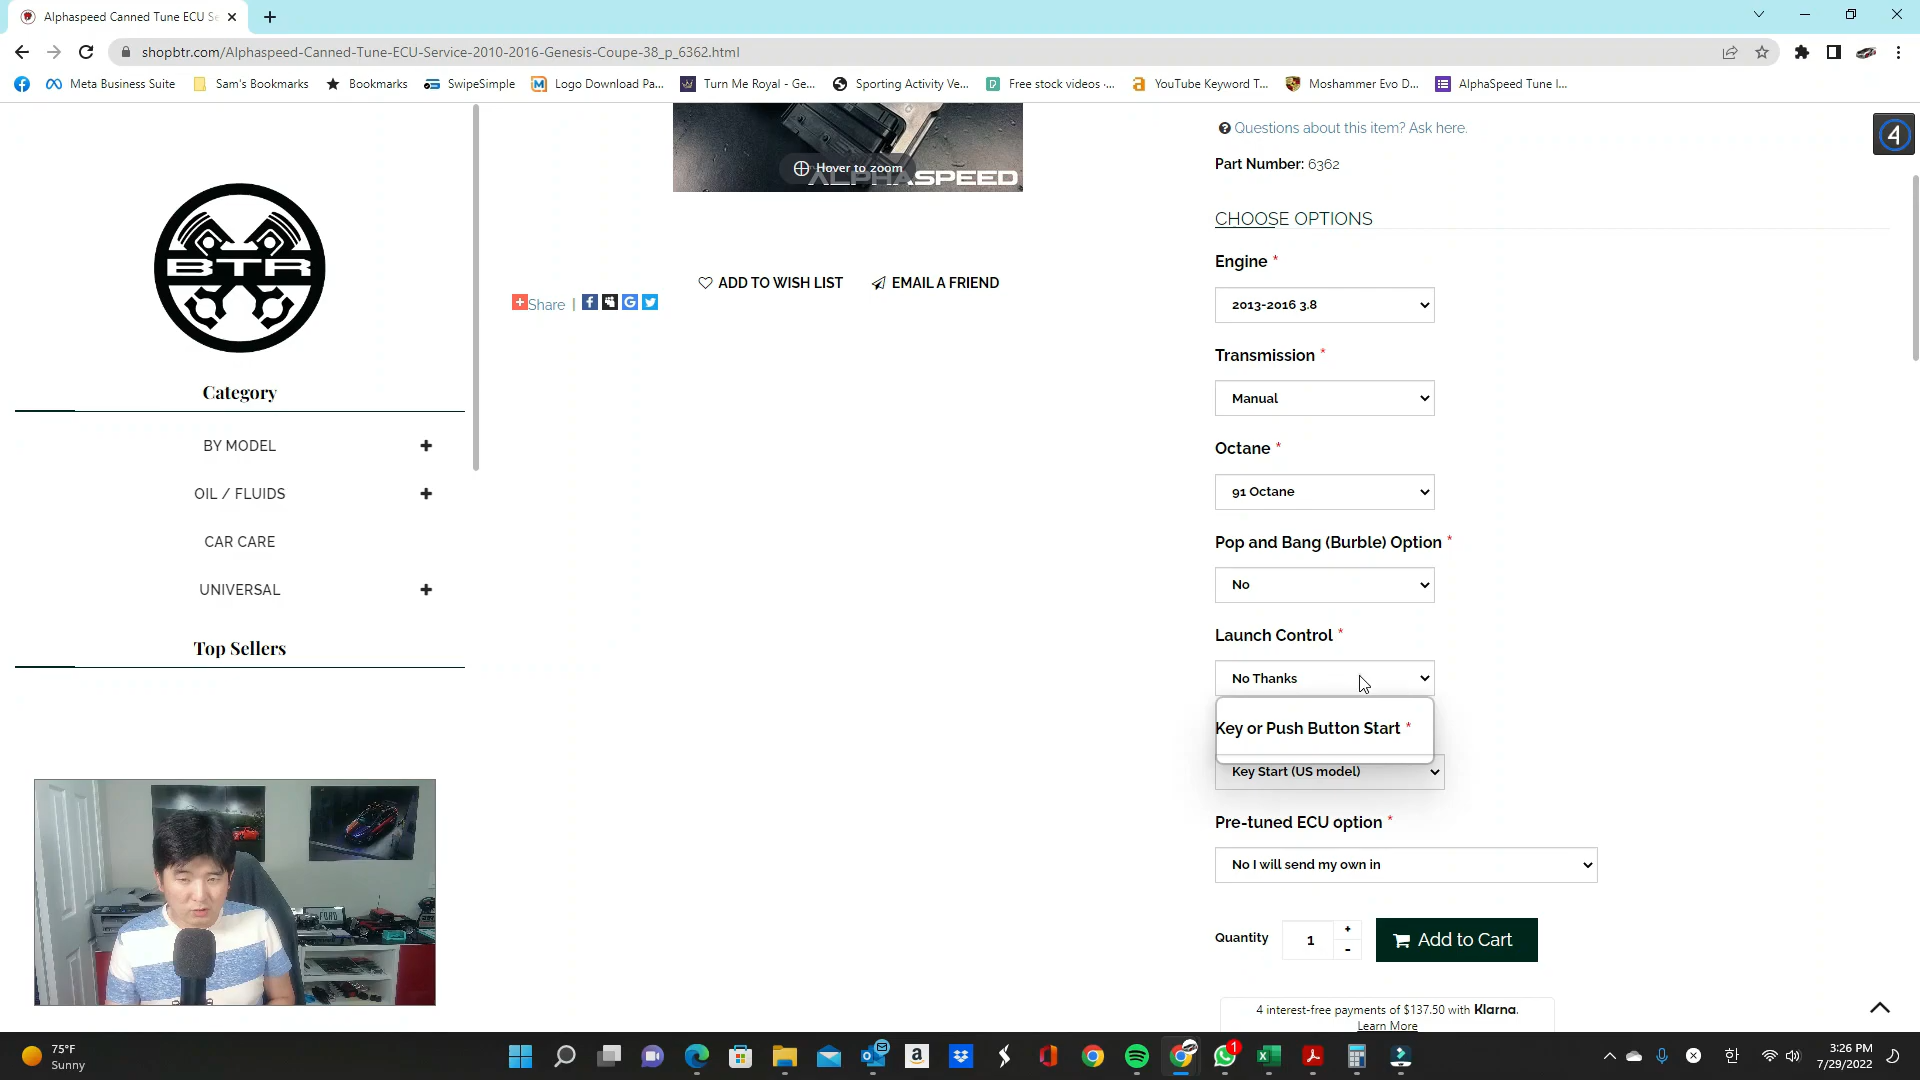 Alphaspeed Canned Tune ECU Se
shopbtr.com/Alphaspeed-Canned-Tune-ECU-Service-2010-2016-Genesis-Coupe-38_p_6362.html
Meta Business Suite
Sam's Bookmarks
Bookmarks
SwipeSimple
Logo Download Pa...
Turn Me Royal - Ge...
Sporting Activity Ve...
Free stock videos -...
YouTube Keyword T...
Moshammer Evo D...
AlphaSpeed Tune I...
BTR
Category
BY MODEL
OIL / FLUIDS
CAR CARE
UNIVERSAL
Top Sellers
Hover to zoom
ALPHASPEED
ADD TO WISH LIST
EMAIL A FRIEND
Share |
Questions about this item? Ask here.
Part Number: 6362
CHOOSE OPTIONS
Engine *
2013-2016 3.8
Transmission *
Manual
Octane *
91 Octane
Pop and Bang (Burble) Option *
No
Launch Control *
No Thanks
Key or Push Button Start *
Key Start (US model)
Pre-tuned ECU option *
No I will send my own in
Quantity
1
+
-
Add to Cart
4 interest-free payments of $137.50 with Klarna.
Learn More
4
75°F
Sunny
1
한
3:26 PM
7/29/2022